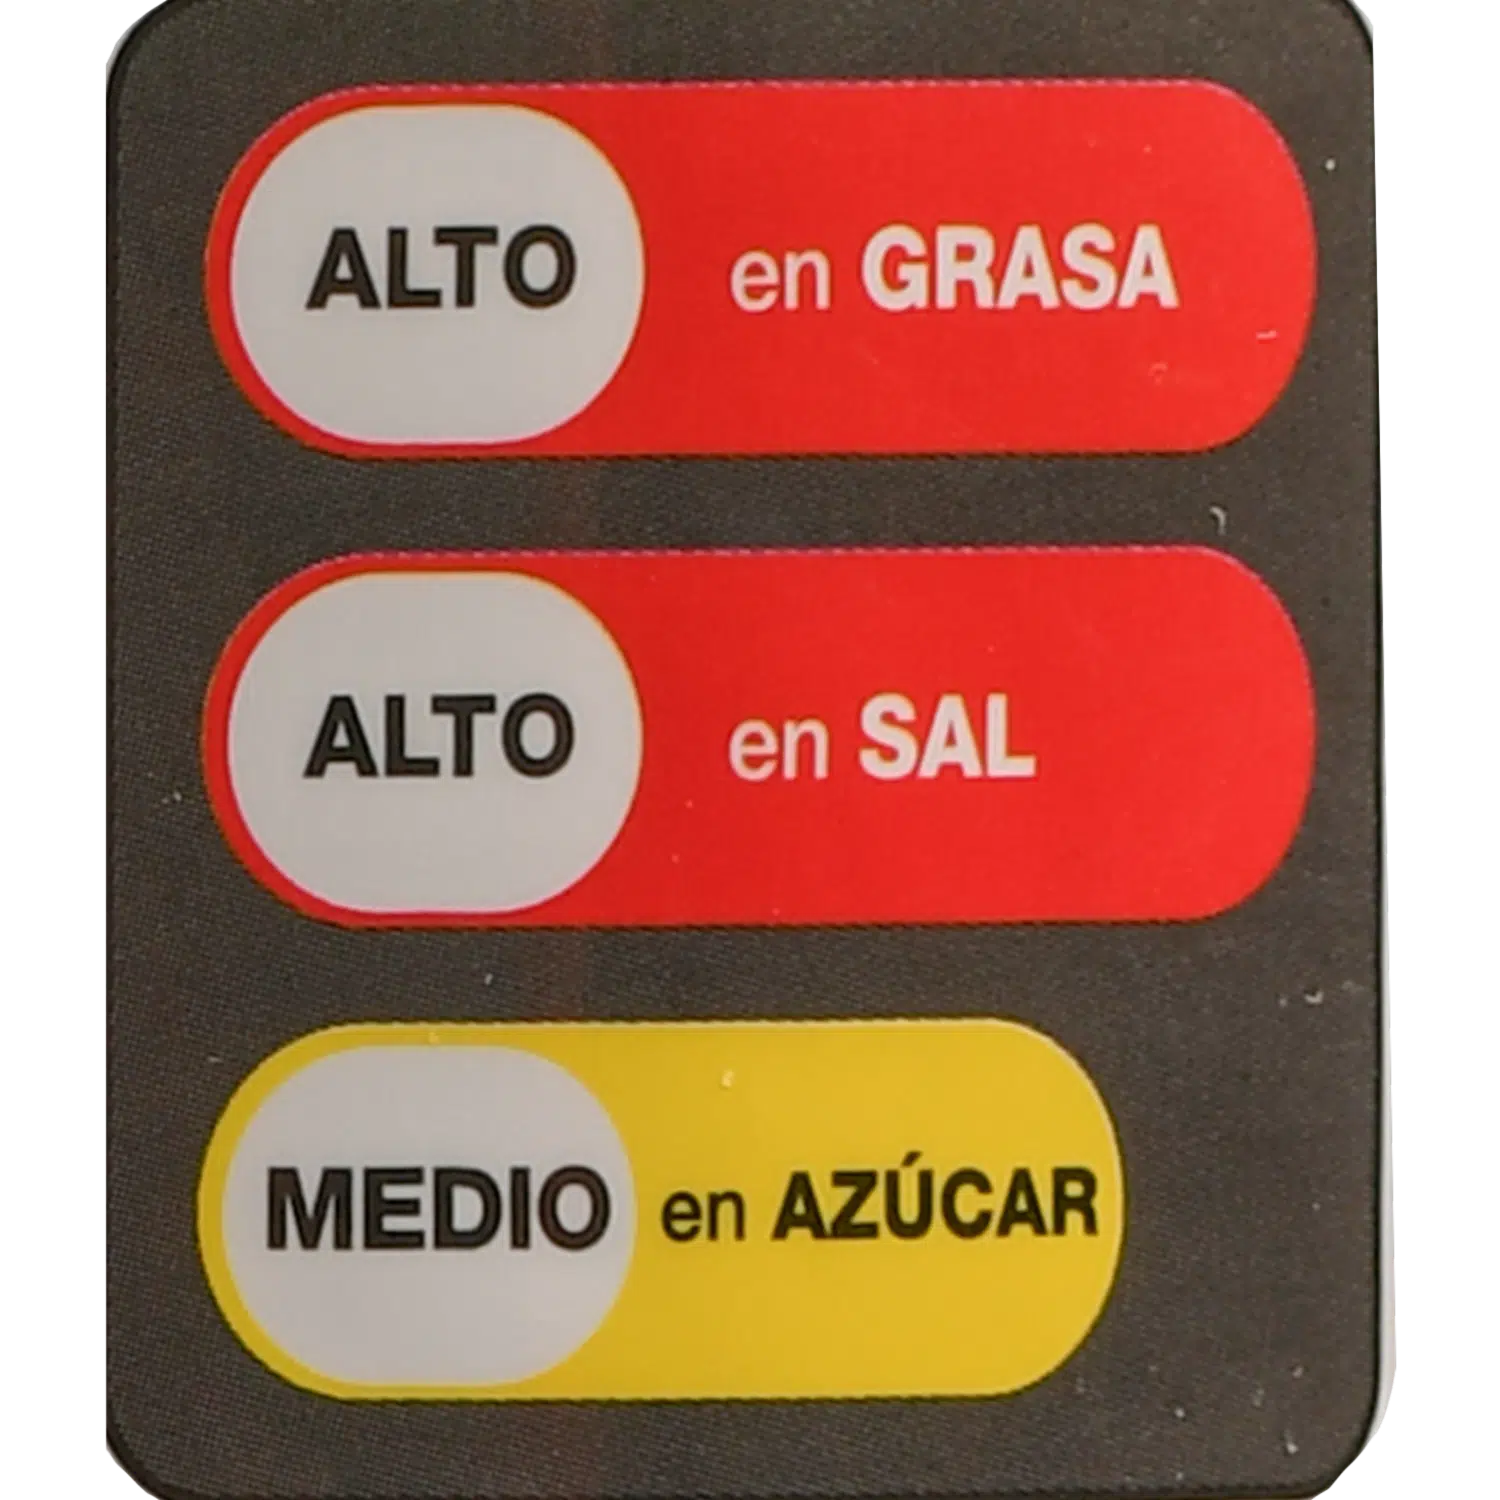 ALTO en GRASA
ALTO en SAL
MEDIO en AZÚCAR